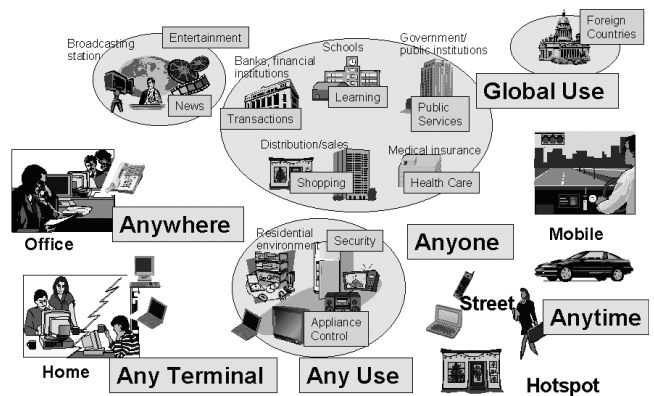 Broadcasting
station
Entertainment
News
Banks, financial
institutions
Transactions
Schools
Learning
Government/
public institutions
Public
Services
Foreign
Countries
Global Use
Distribution/sales
Shopping
Medical insurance
Health Care
Office
Anywhere
Residential
environment
Security
Appliance
Control
Anyone
Mobile
Street
Anytime
Home
Any Terminal
Any Use
Hotspot